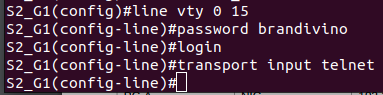 S2_G1(config)#line vty 0 15
S2_G1(config-line)#password brandivino
S2_G1(config-line)#login
S2_G1(config-line)#transport input telnet
S2_G1(config-line)#